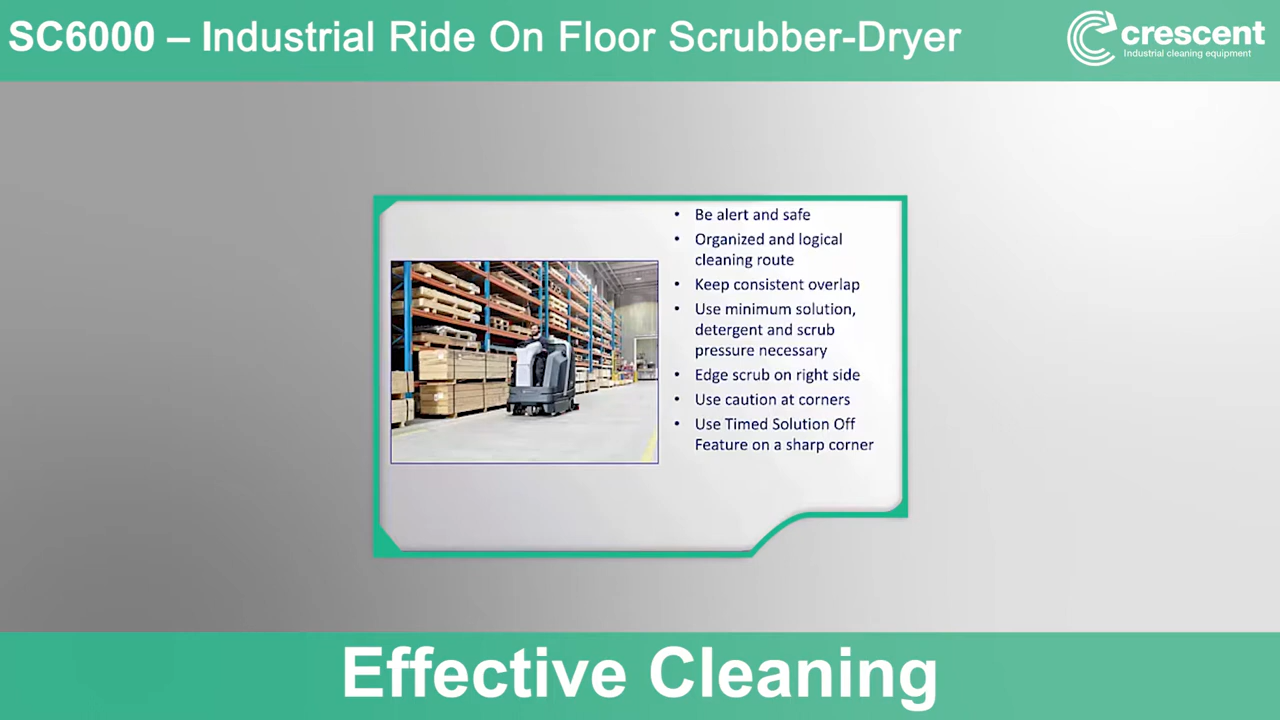 SC6000 – Industrial Ride On Floor Scrubber-Dryer
crescent
Industrial cleaning equipment
• Be alert and safe
• Organized and logical
cleaning route
• Keep consistent overlap
• Use minimum solution,
detergent and scrub
pressure necessary
• Edge scrub on right side
• Use caution at corners
• Use Timed Solution Off
Feature on a sharp corner
Effective Cleaning